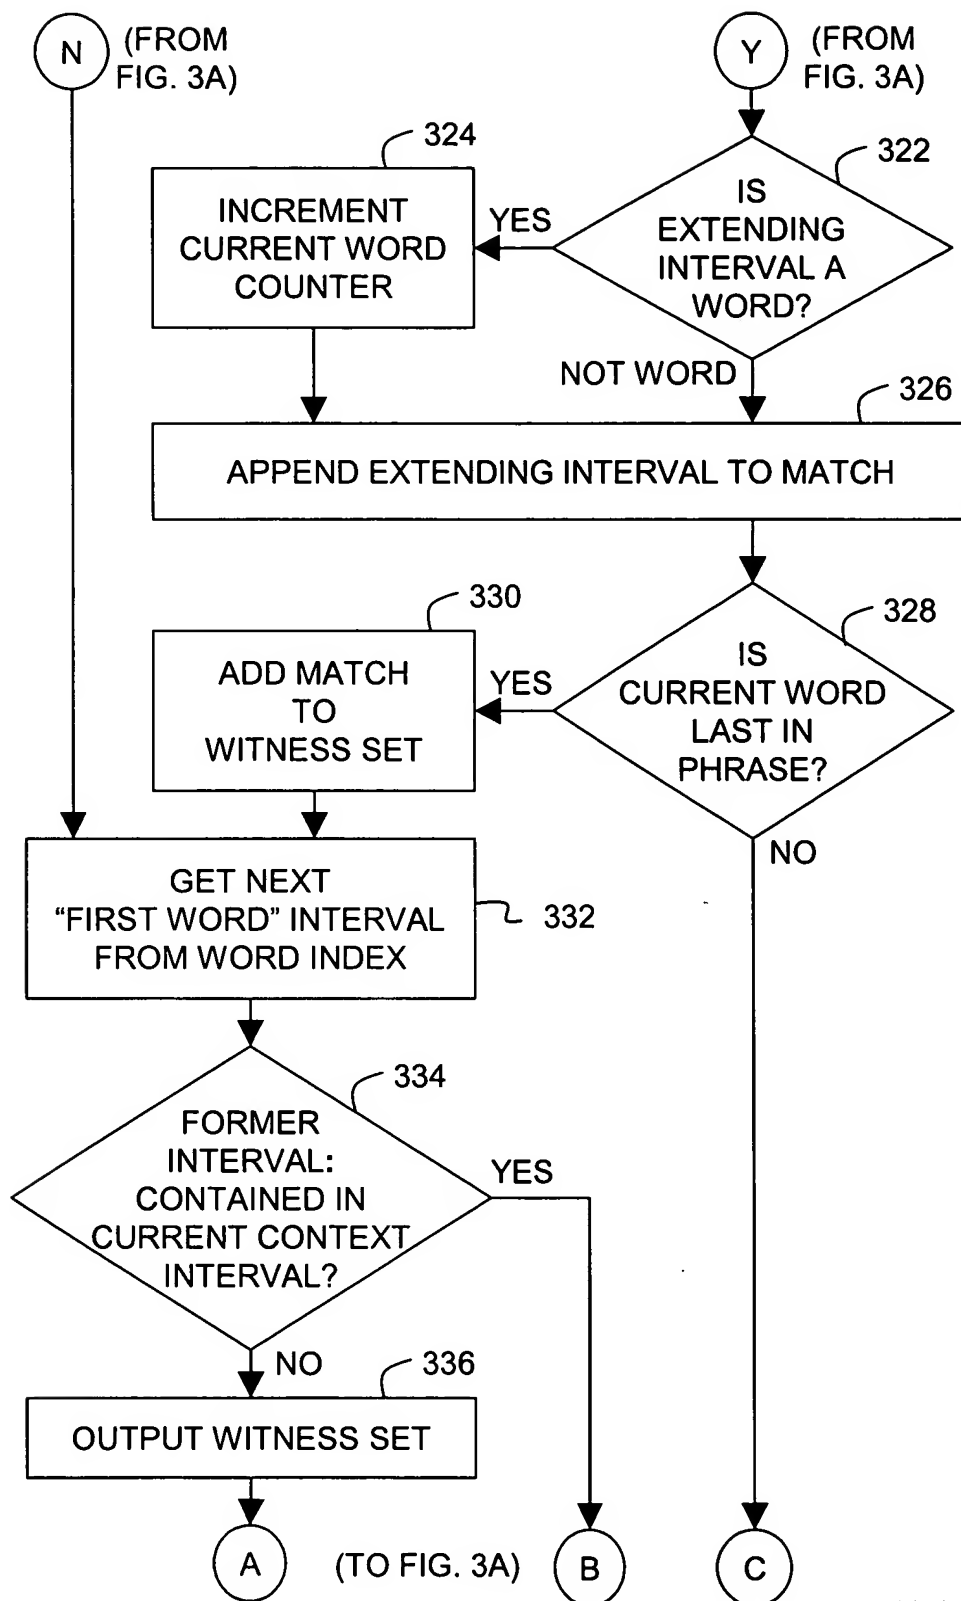 N
(FROM
FIG. 3A)
Y
(FROM
FIG. 3A)
324
322
INCREMENT
CURRENT WORD
COUNTER
YES
IS
EXTENDING
INTERVAL A
WORD?
NOT WORD
326
APPEND EXTENDING INTERVAL TO MATCH
330
328
ADD MATCH
TO
WITNESS SET
YES
IS
CURRENT WORD
LAST IN
PHRASE?
NO
GET NEXT
“FIRST WORD” INTERVAL
FROM WORD INDEX
332
334
FORMER
INTERVAL:
CONTAINED IN
CURRENT CONTEXT
INTERVAL?
YES
NO
336
OUTPUT WITNESS SET
A
(TO FIG. 3A)
B
C